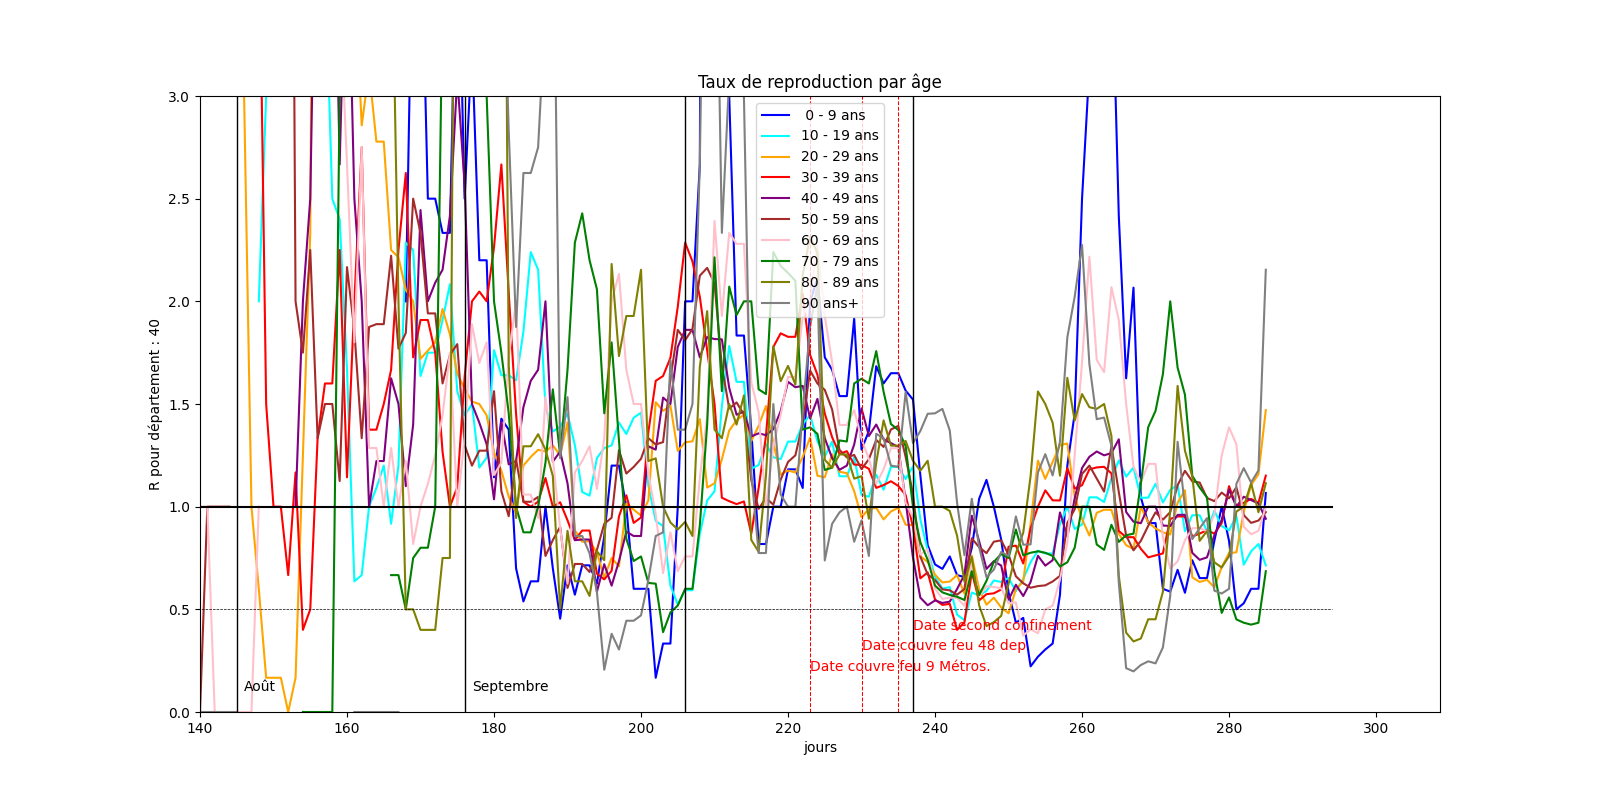 Taux de reproduction par âge
3.0
2.5
2.0
1.5
1.0
0.5
0.0
R pour département : 40
0 - 9 ans
10 - 19 ans
20 - 29 ans
30 - 39 ans
40 - 49 ans
50 - 59 ans
60 - 69 ans
70 - 79 ans
80 - 89 ans
90 ans+
Date second confinement
Date couvre feu 48 dep
Date couvre feu 9 Métros.
Août
Septembre
140
160
180
200
220
240
260
280
300
jours